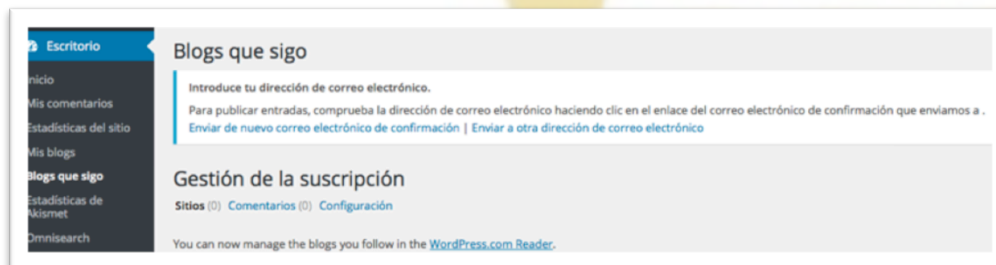 Escritorio
Inicio
Mis comentarios
Estadísticas del sitio
Mis blogs
Blogs que sigo
Estadísticas de
Akismet
Omnisearch
Blogs que sigo
Introduce tu dirección de correo electrónico.
Para publicar entradas, comprueba la dirección de correo electrónico haciendo clic en el enlace del correo electrónico de confirmación que enviamos a .
Enviar de nuevo correo electrónico de confirmación | Enviar a otra dirección de correo electrónico
Gestión de la suscripción
Sitios (0) Comentarios (0) Configuración
You can now manage the blogs you follow in the WordPress.com Reader.